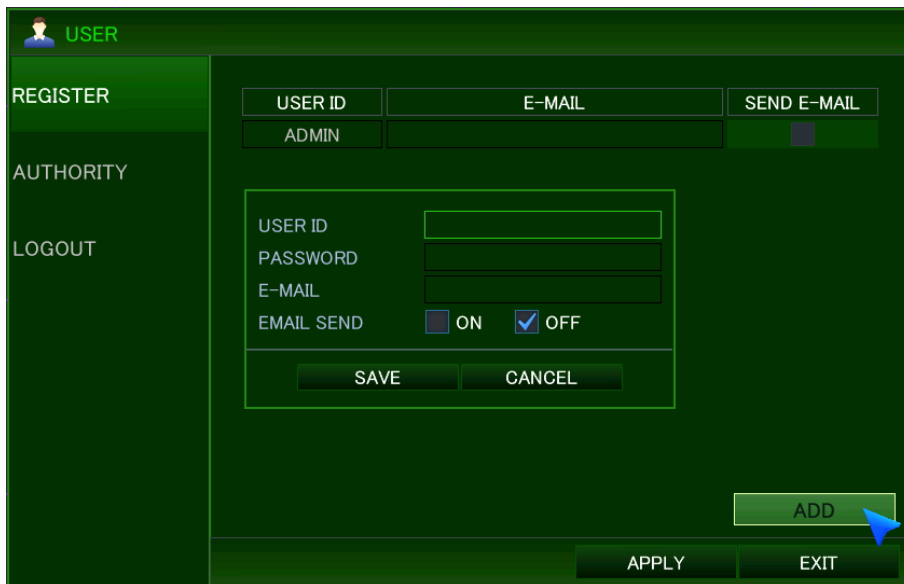 USER
REGISTER
AUTHORITY
LOGOUT
USER ID E-MAIL SEND E-MAIL
ADMIN
USER ID
PASSWORD
E-MAIL
EMAIL SEND ON OFF
SAVE CANCEL
ADD
APPLY EXIT